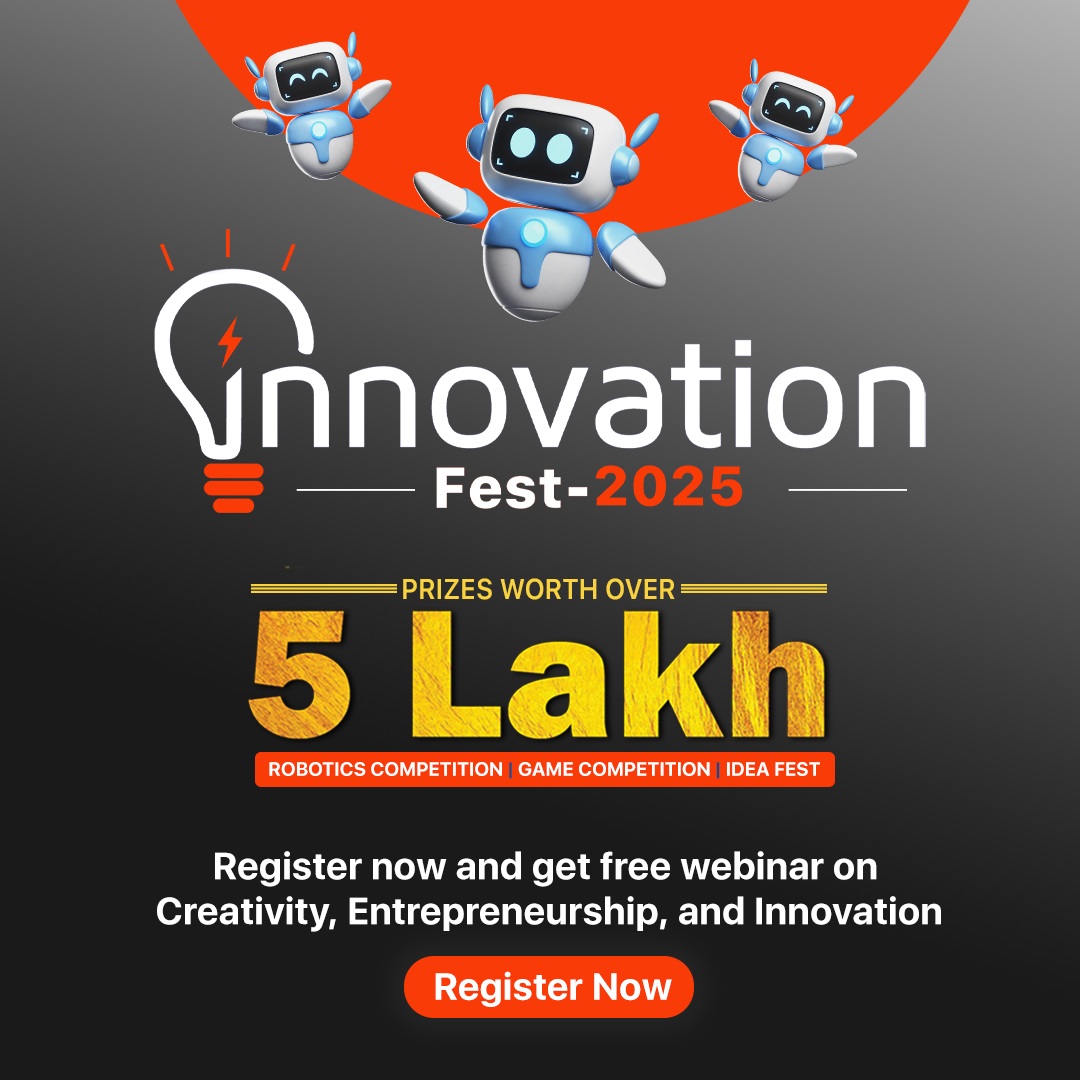 innovation
Fest-2025
PRIZES WORTH OVER
5 Lakh
ROBOTICS COMPETITION | GAME COMPETITION | IDEA FEST
Register now and get free webinar on
Creativity, Entrepreneurship, and Innovation
Register Now